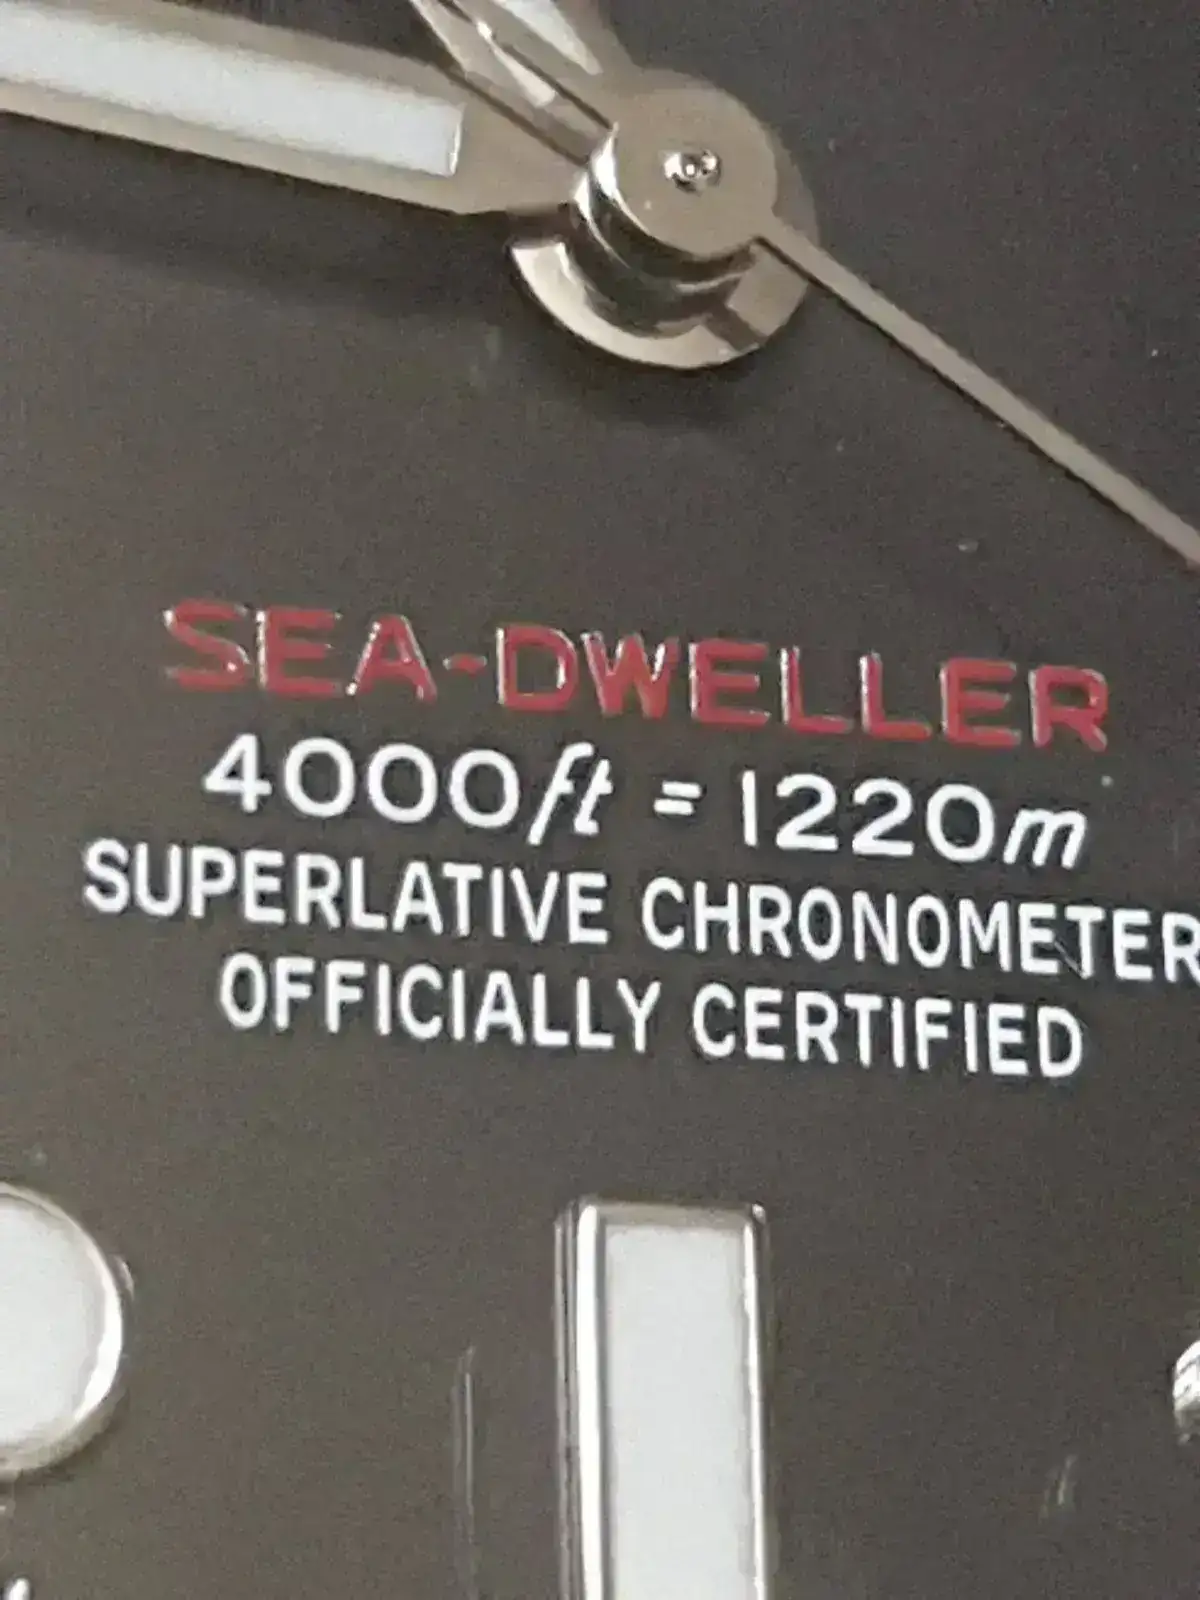 SEA-DWELLER
4000ft = 1220m
SUPERLATIVE CHRONOMETER
OFFICIALLY CERTIFIED